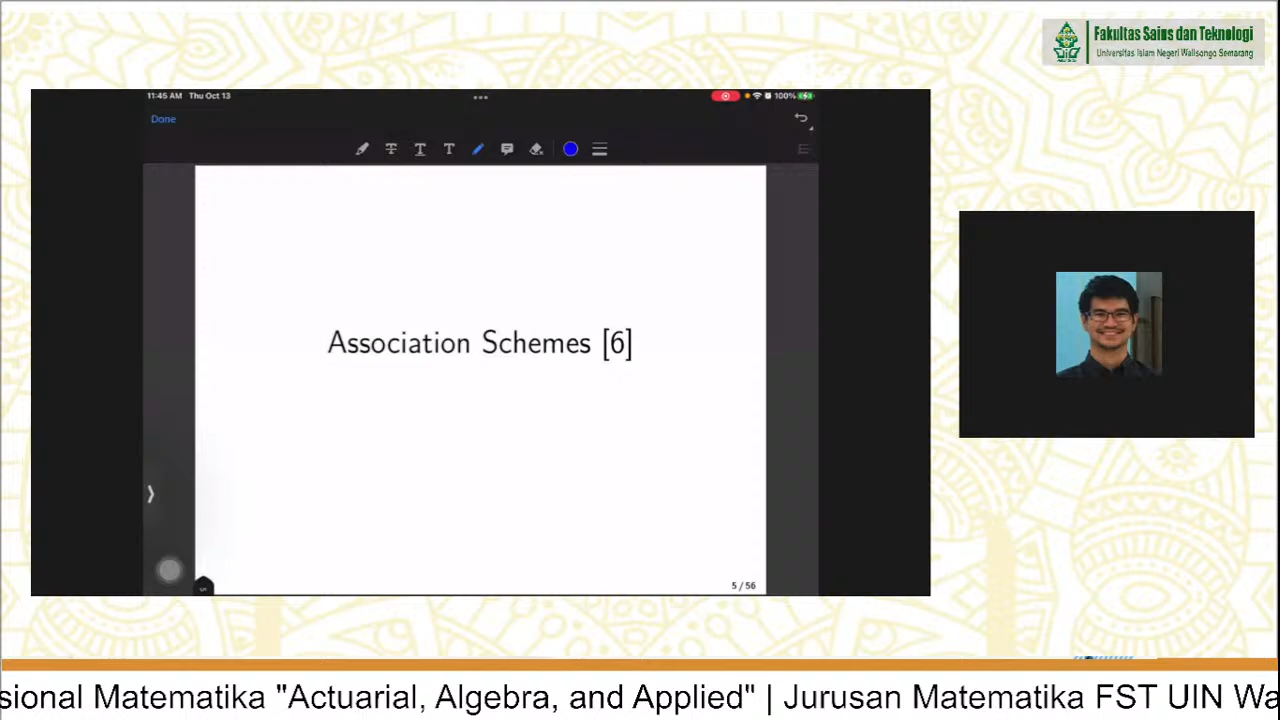 Fakultas Sains dan Teknologi
Universitas Islam Negeri Walisongo Semarang
11:45 AM Thu Oct 13
100%
Done
Association Schemes [6]
5 / 56
5
sional Matematika "Actuarial, Algebra, and Applied" | Jurusan Matematika FST UIN Wa